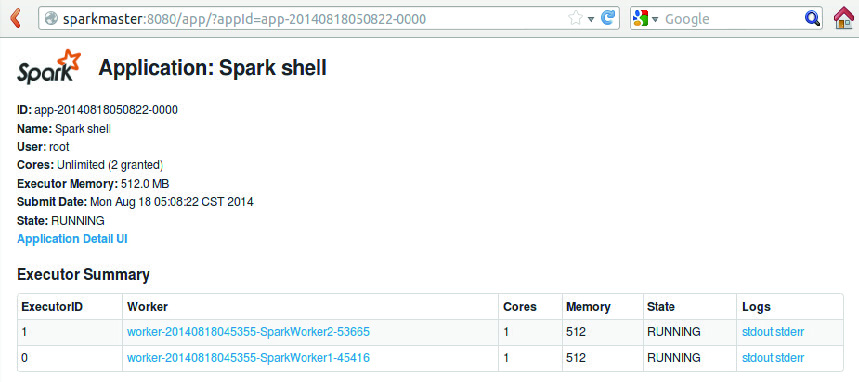 sparkmaster:8080/app/?appId=app-20140818050822-0000 Google
Spark Application: Spark shell
ID: app-20140818050822-0000
Name: Spark shell
User: root
Cores: Unlimited (2 granted)
Executor Memory: 512.0 MB
Submit Date: Mon Aug 18 05:08:22 CST 2014
State: RUNNING
Application Detail UI
Executor Summary
ExecutorID Worker Cores Memory State Logs
1 worker-20140818045355-SparkWorker2-53665 1 512 RUNNING stdout stderr
0 worker-20140818045355-SparkWorker1-45416 1 512 RUNNING stdout stderr